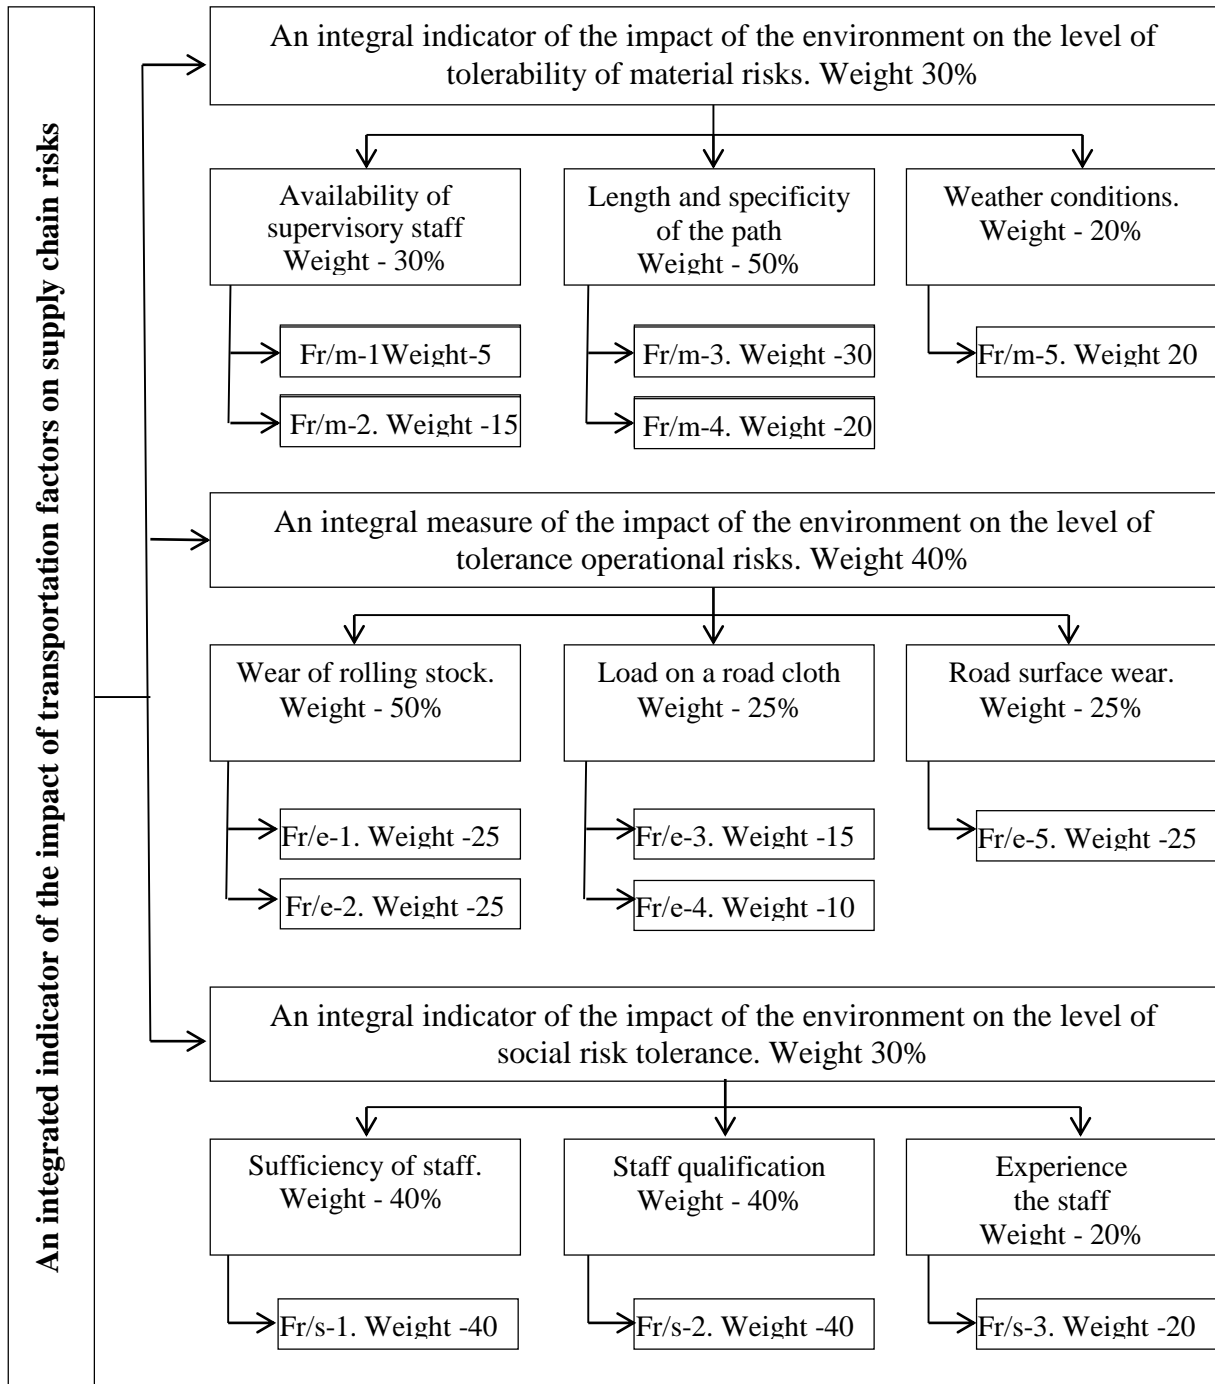 An integrated indicator of the impact of transportation factors on supply chain risks
An integral indicator of the impact of the environment on the level of
tolerability of material risks. Weight 30%
Availability of
supervisory staff
Weight - 30%
Length and specificity
of the path
Weight - 50%
Weather conditions.
Weight - 20%
Fr/m-1Weight-5
Fr/m-3. Weight -30
Fr/m-5. Weight 20
Fr/m-2. Weight -15
Fr/m-4. Weight -20
An integral measure of the impact of the environment on the level of
tolerance operational risks. Weight 40%
Wear of rolling stock.
Weight - 50%
Load on a road cloth
Weight - 25%
Road surface wear.
Weight - 25%
Fr/e-1. Weight -25
Fr/e-3. Weight -15
Fr/e-5. Weight -25
Fr/e-2. Weight -25
Fr/e-4. Weight -10
An integral indicator of the impact of the environment on the level of
social risk tolerance. Weight 30%
Sufficiency of staff.
Weight - 40%
Staff qualification
Weight - 40%
Experience
the staff
Weight - 20%
Fr/s-1. Weight -40
Fr/s-2. Weight -40
Fr/s-3. Weight -20